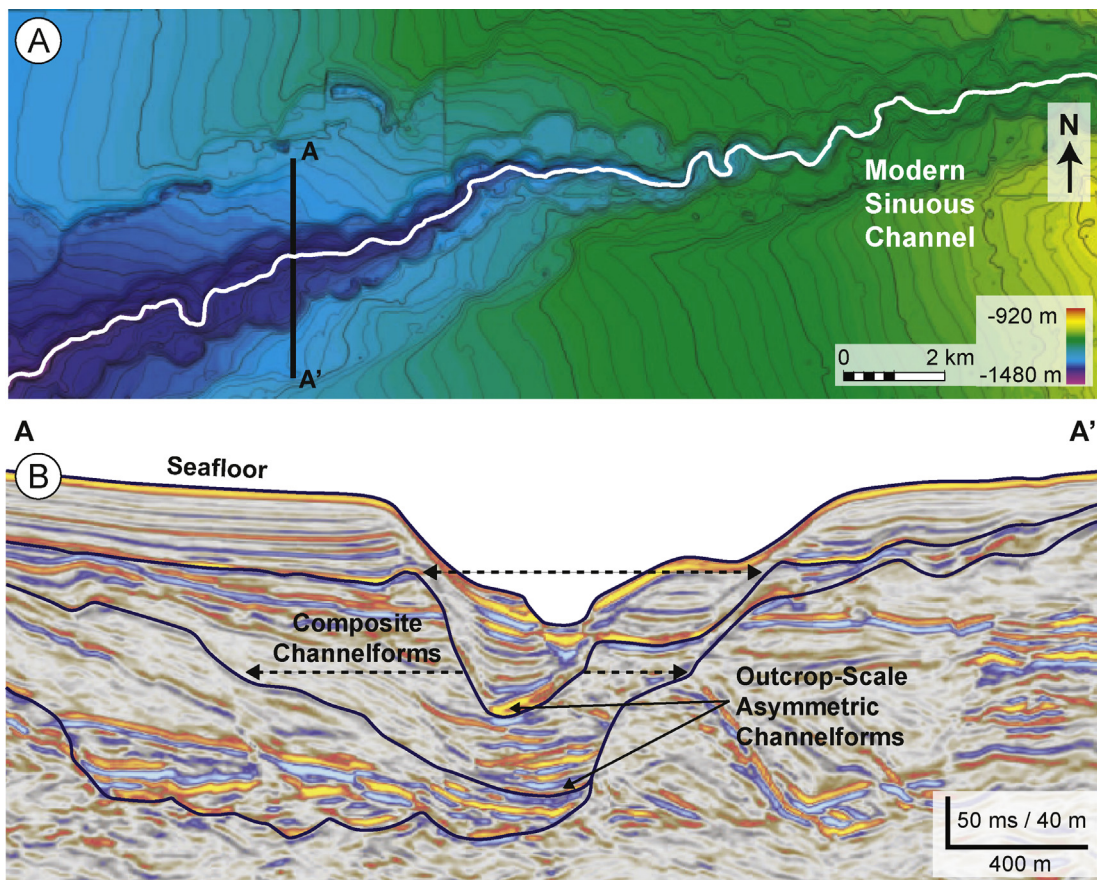 A
N
A
Modern
Sinuous
Channel
-920 m
0 2 km
-1480 m
A'
A
A'
B
Seafloor
Composite
Channelforms
Outcrop-Scale
Asymmetric
Channelforms
50 ms / 40 m
400 m